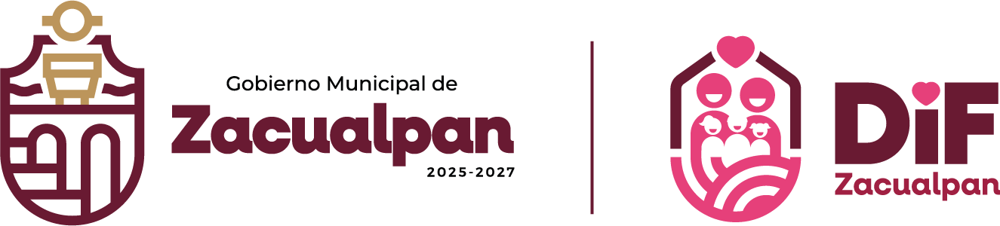 Gobierno Municipal de
Zacualpan
2025-2027
DiF
Zacualpan